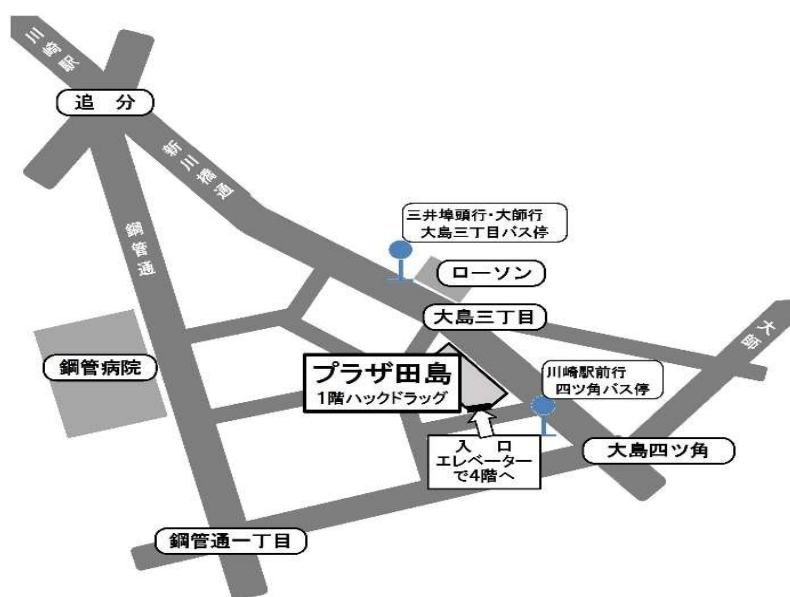 川崎駅
追　分
新川橋通
鋼管通
三井埠頭行・大師行
大島三丁目バス停
ローソン
大島三丁目
大師
鋼管病院
プラザ田島
1階ハックドラッグ
川崎駅前行
四ツ角バス停
入　口
エレベーター
で4階へ
大島四ツ角
鋼管通一丁目